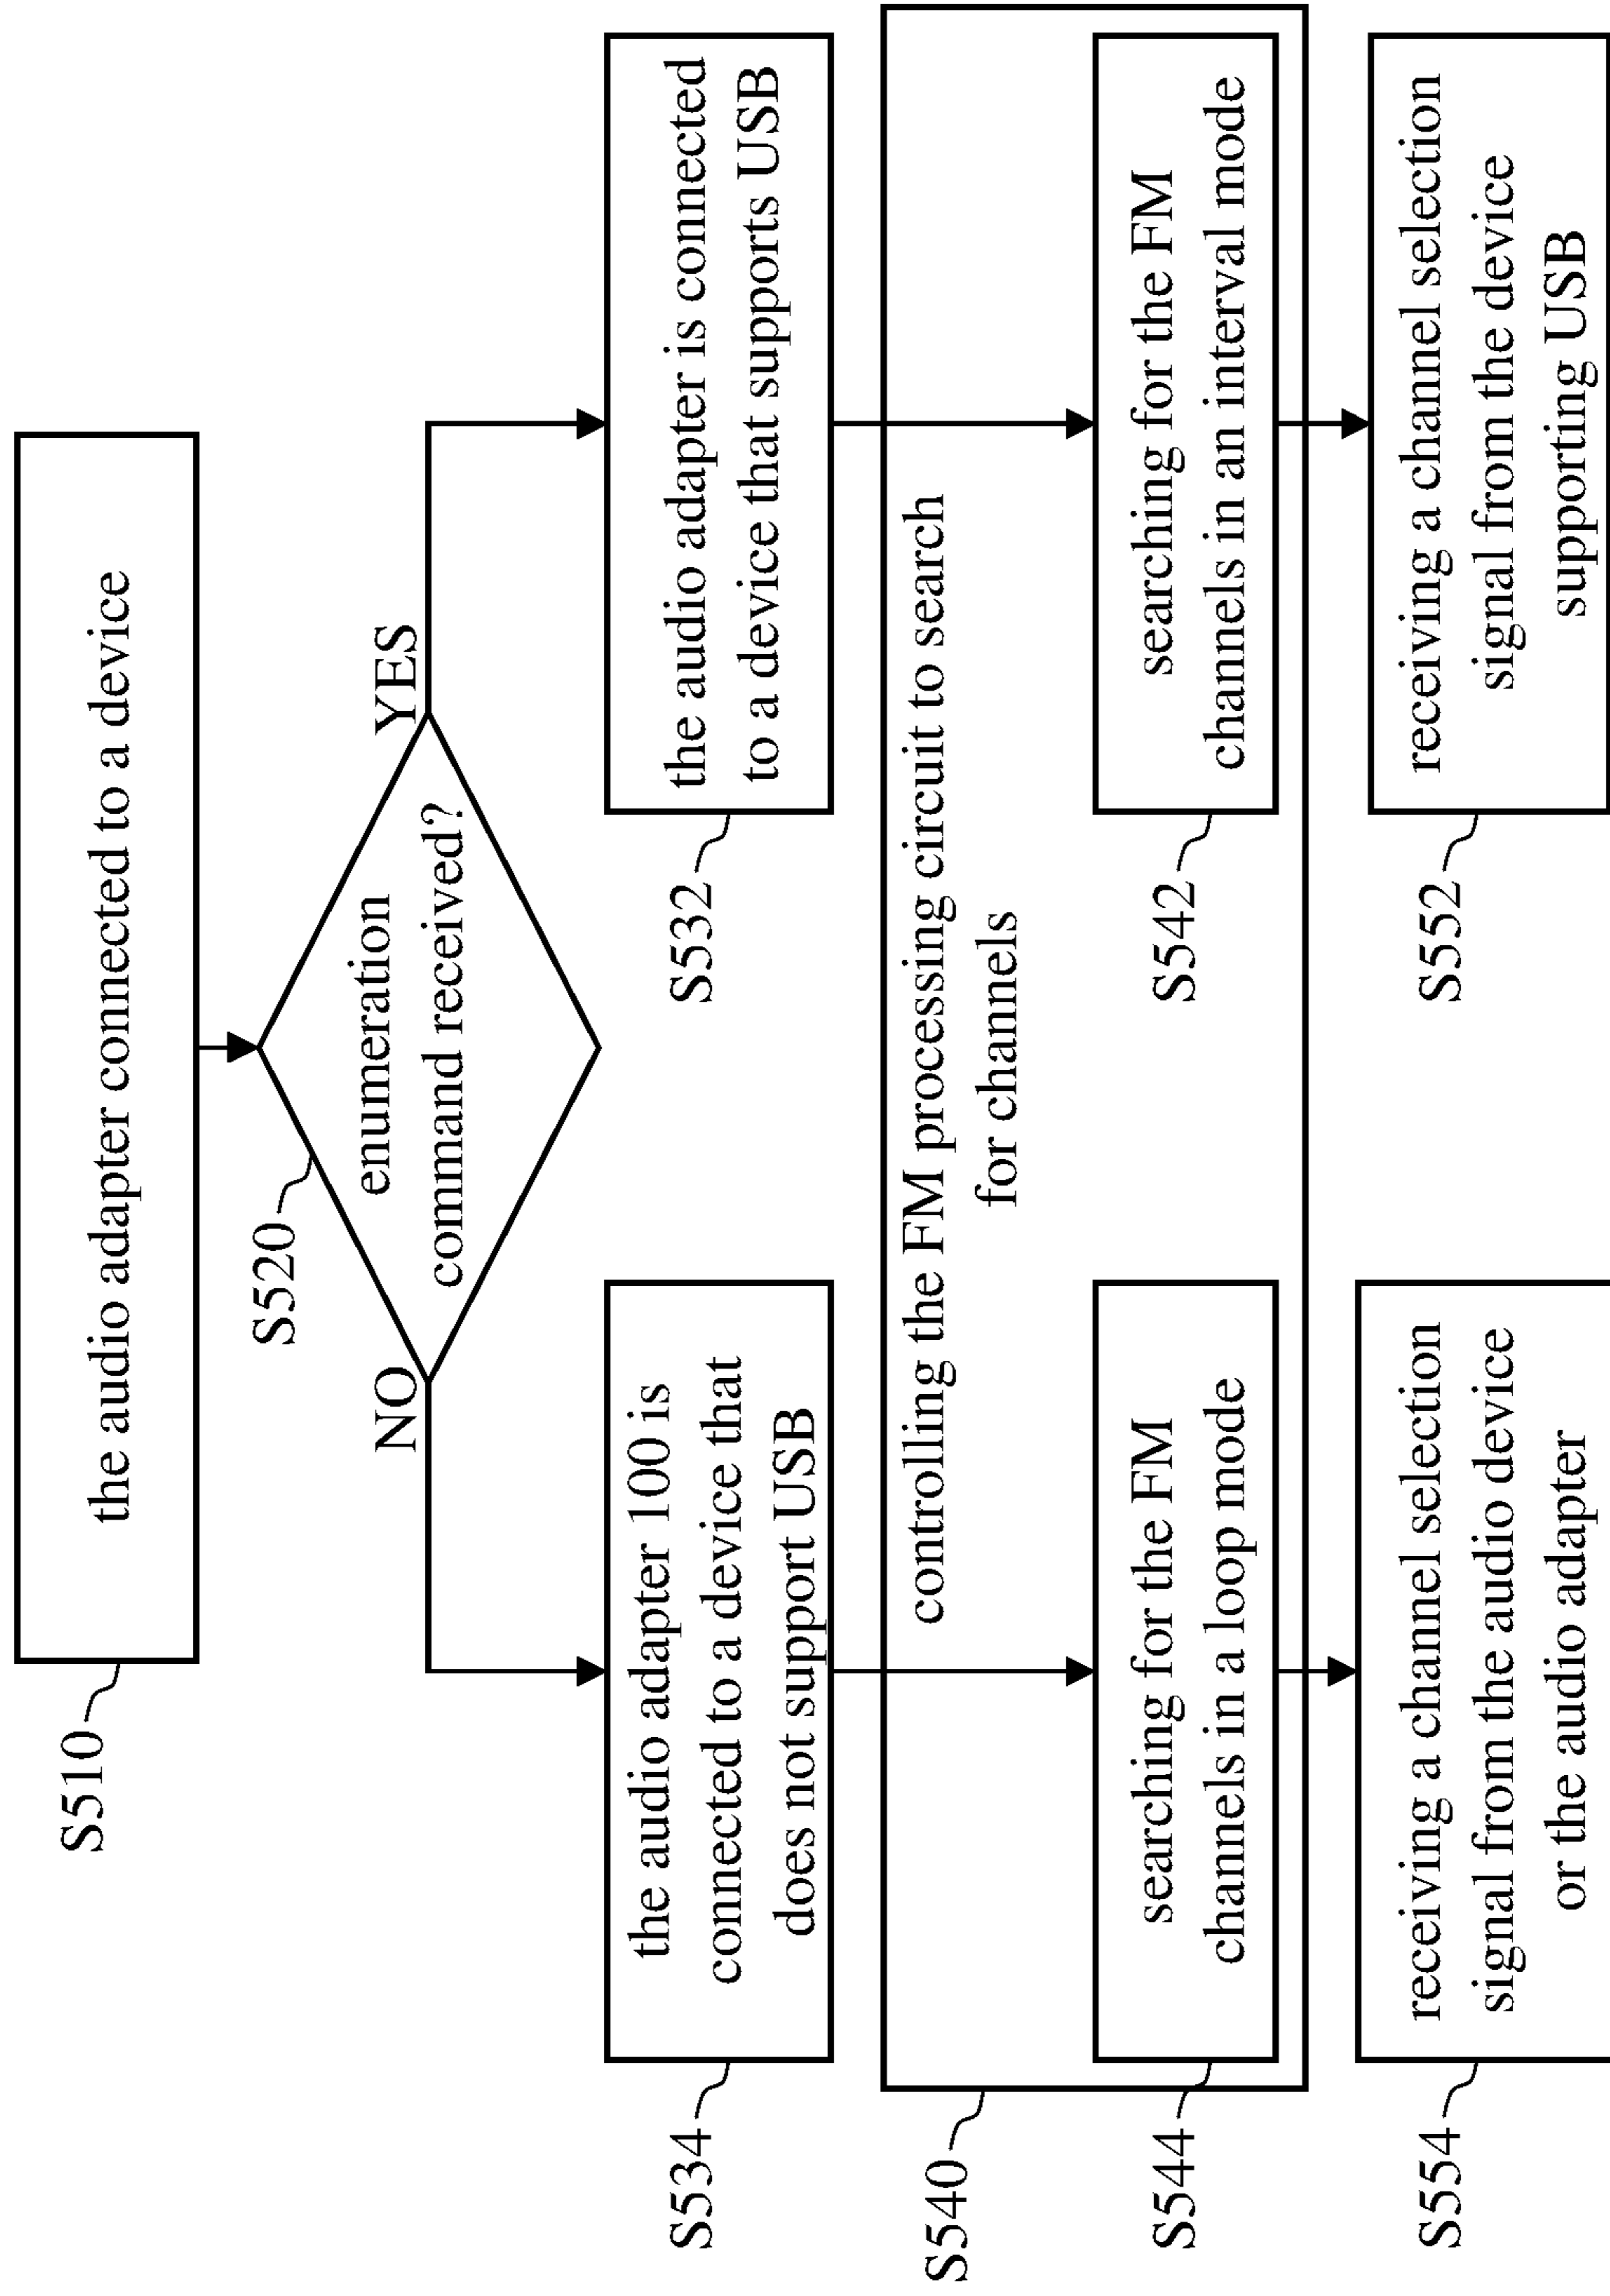 S510
the audio adapter connected to a device
S520
enumeration
command received?
NO
YES
S534
the audio adapter 100 is
connected to a device that
does not support USB
S532
the audio adapter is connected
to a device that supports USB
S540
controlling the FM processing circuit to search
for channels
S544
searching for the FM
channels in a loop mode
S542
searching for the FM
channels in an interval mode
S554
receiving a channel selection
signal from the audio device
or the audio adapter
S552
receiving a channel selection
signal from the device
supporting USB